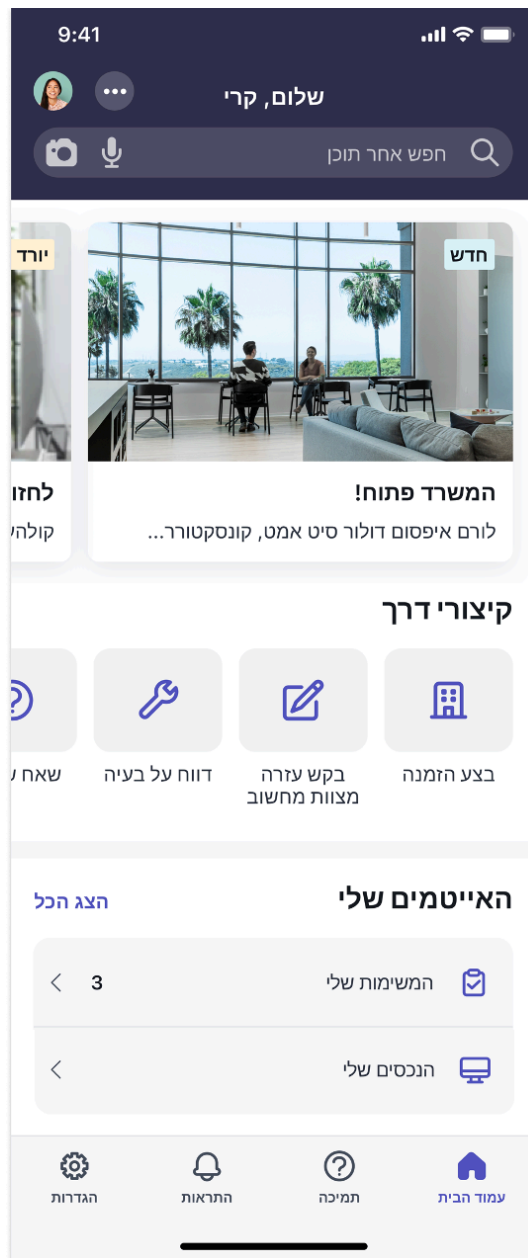 9:41
שלום, קרי
חפש אחר תוכן
חדש
המשרד פתוח!
לורם איפסום דולור סיט אמט, קונסקטורר...
יורד
קיצורי דרך
בצע הזמנה
בקש עזרה
מצוות מחשוב
דווח על בעיה
שאח
האייטמים שלי
הצג הכל
המשימות שלי
3
הנכסים שלי
עמוד הבית
תמיכה
התראות
הגדרות